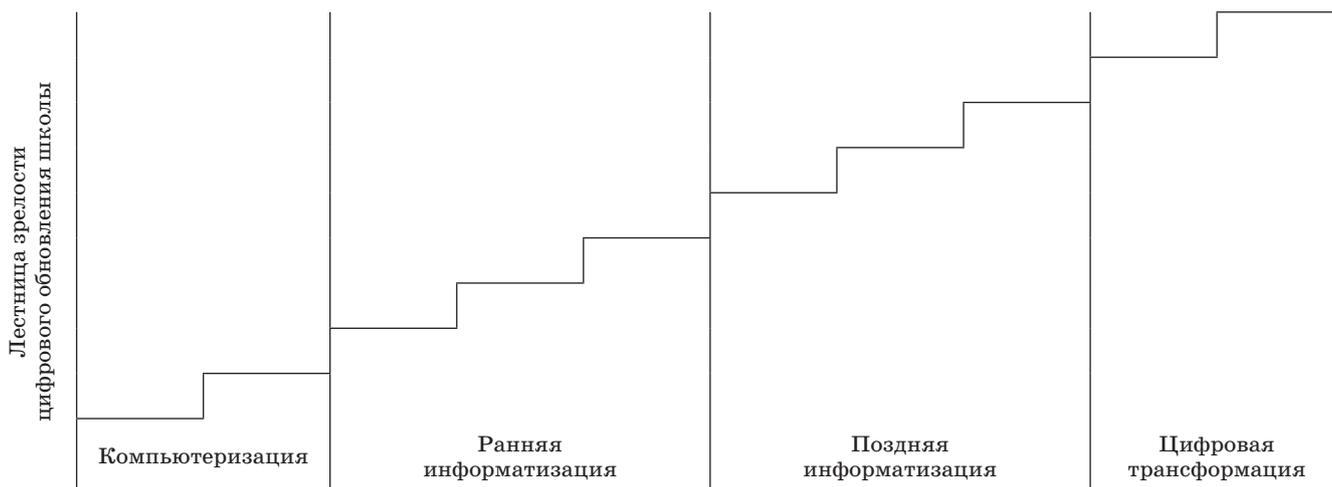 Лестница зрелости
цифрового обновления школы
Компьютеризация
Ранняя
информатизация
Поздняя
информатизация
Цифровая
трансформация